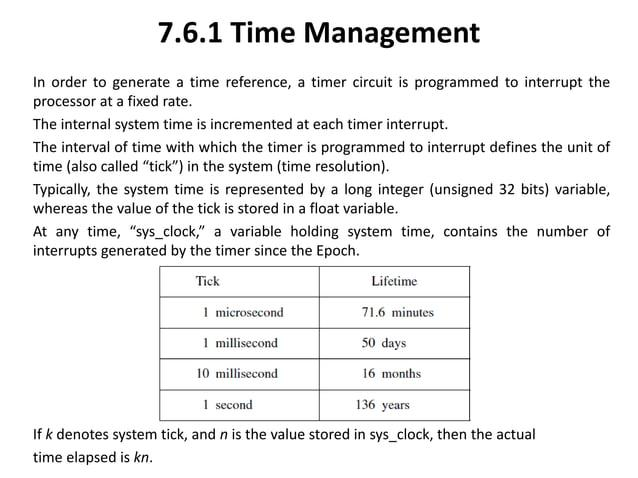 7.6.1 Time Management
In order to generate a time reference, a timer circuit is programmed to interrupt the
processor at a fixed rate.
The internal system time is incremented at each timer interrupt.
The interval of time with which the timer is programmed to interrupt defines the unit of
time (also called “tick”) in the system (time resolution).
Typically, the system time is represented by a long integer (unsigned 32 bits) variable,
whereas the value of the tick is stored in a float variable.
At any time, “sys_clock,” a variable holding system time, contains the number of
interrupts generated by the timer since the Epoch.
Tick Lifetime
1 microsecond 71.6 minutes
1 millisecond 50 days
10 millisecond 16 months
1 second 136 years
If k denotes system tick, and n is the value stored in sys_clock, then the actual
time elapsed is kn.